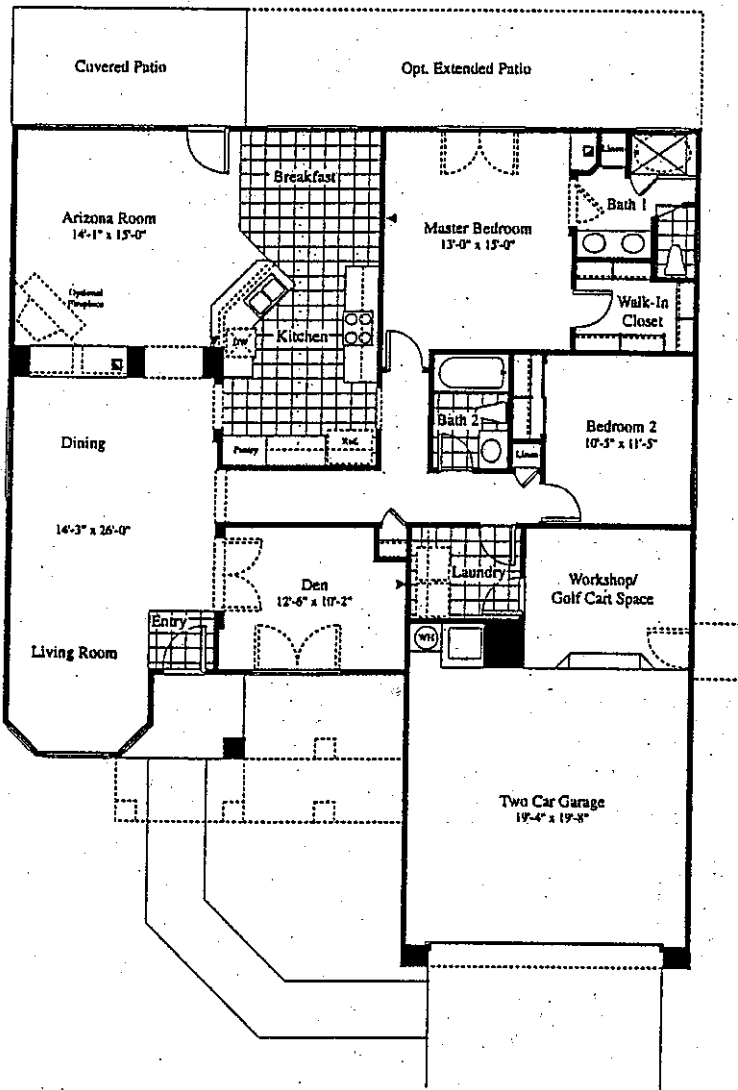 Covered Patio
Opt. Extended Patio
Breakfast
Linen
Bath 1
Arizona Room
14'-1" x 15'-0"
Master Bedroom
13'-0" x 15'-0"
Optional
Fireplace
Walk-In
Closet
DW
Kitchen
Bath 2
Bedroom 2
10'-5" x 11'-5"
Dining
Pantry
Ref.
Linen
14'-3" x 26'-0"
Den
12'-6" x 10'-2"
Laundry
Workshop/
Golf Cart Space
Entry
WH
Living Room
Two Car Garage
19'-4" x 19'-8"